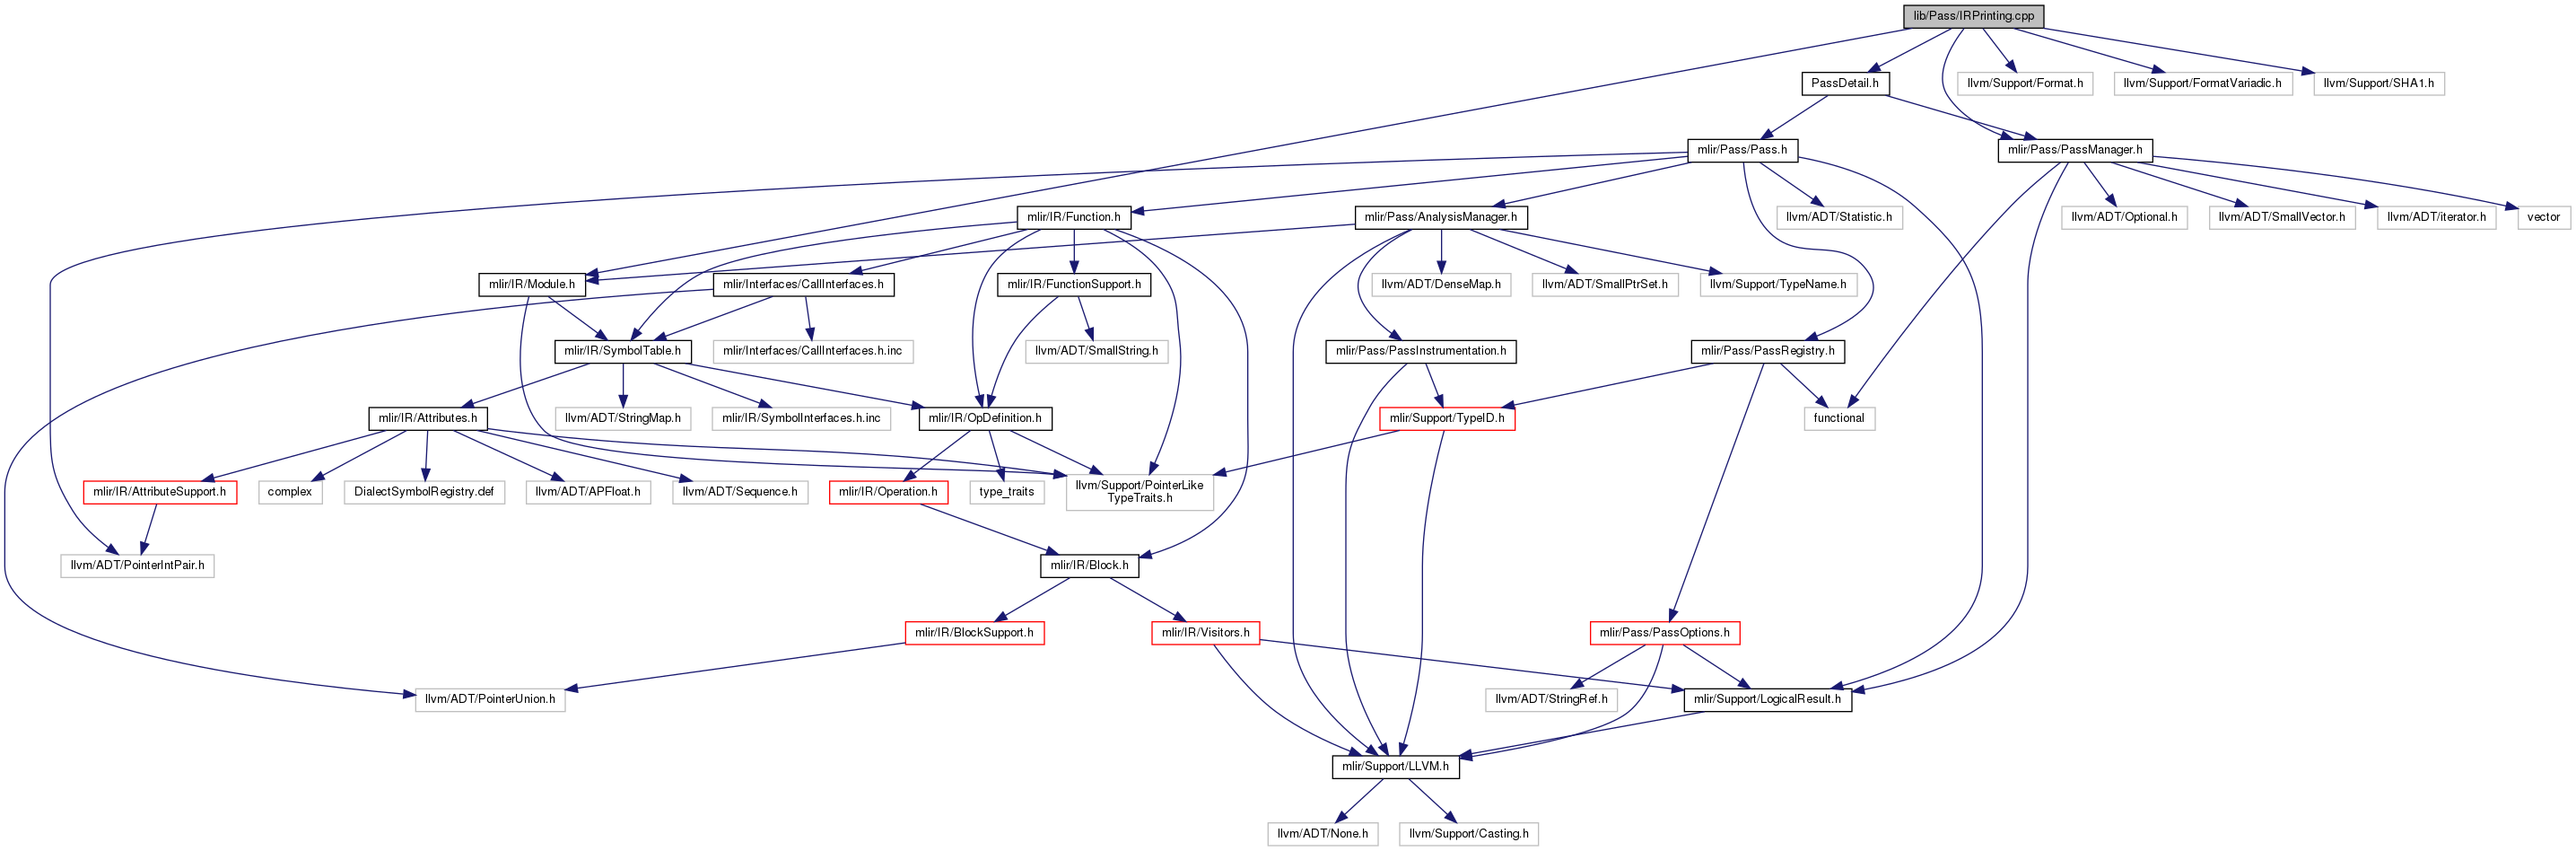 lib/Pass/IRPrinting.cpp
PassDetail.h
llvm/Support/Format.h
llvm/Support/FormatVariadic.h
llvm/Support/SHA1.h
mlir/Pass/Pass.h
mlir/Pass/PassManager.h
mlir/IR/Function.h
mlir/Pass/AnalysisManager.h
llvm/ADT/Statistic.h
llvm/ADT/Optional.h
llvm/ADT/SmallVector.h
llvm/ADT/iterator.h
vector
mlir/IR/Module.h
mlir/Interfaces/CallInterfaces.h
mlir/IR/FunctionSupport.h
llvm/ADT/DenseMap.h
llvm/ADT/SmallPtrSet.h
llvm/Support/TypeName.h
mlir/IR/SymbolTable.h
mlir/Interfaces/CallInterfaces.h.inc
llvm/ADT/SmallString.h
mlir/Pass/PassInstrumentation.h
mlir/Pass/PassRegistry.h
mlir/IR/Attributes.h
llvm/ADT/StringMap.h
mlir/IR/SymbolInterfaces.h.inc
mlir/IR/OpDefinition.h
mlir/Support/TypeID.h
functional
mlir/IR/AttributeSupport.h
complex
DialectSymbolRegistry.def
llvm/ADT/APFloat.h
llvm/ADT/Sequence.h
mlir/IR/Operation.h
type_traits
llvm/Support/PointerLike
TypeTraits.h
llvm/ADT/PointerIntPair.h
mlir/IR/Block.h
mlir/IR/BlockSupport.h
mlir/IR/Visitors.h
mlir/Pass/PassOptions.h
llvm/ADT/PointerUnion.h
llvm/ADT/StringRef.h
mlir/Support/LogicalResult.h
mlir/Support/LLVM.h
llvm/ADT/None.h
llvm/Support/Casting.h